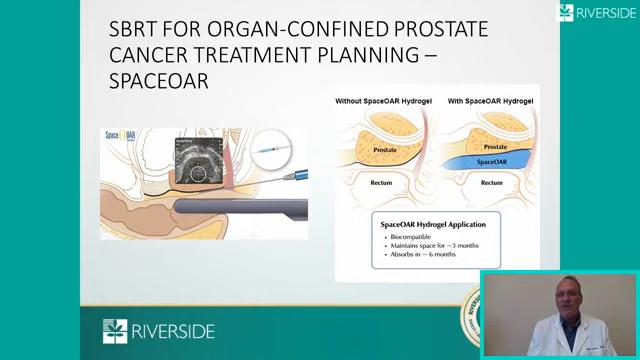 RIVERSIDE
SBRT FOR ORGAN-CONFINED PROSTATE
CANCER TREATMENT PLANNING –
SPACEOAR
SpaceOAR
Without SpaceOAR Hydrogel
With SpaceOAR Hydrogel
Prostate
Prostate
SpaceOAR
Rectum
Rectum
SpaceOAR Hydrogel Application
• Biocompatible
• Maintains space for ~3 months
• Absorbs in ~ 6 months
RIVERSIDE